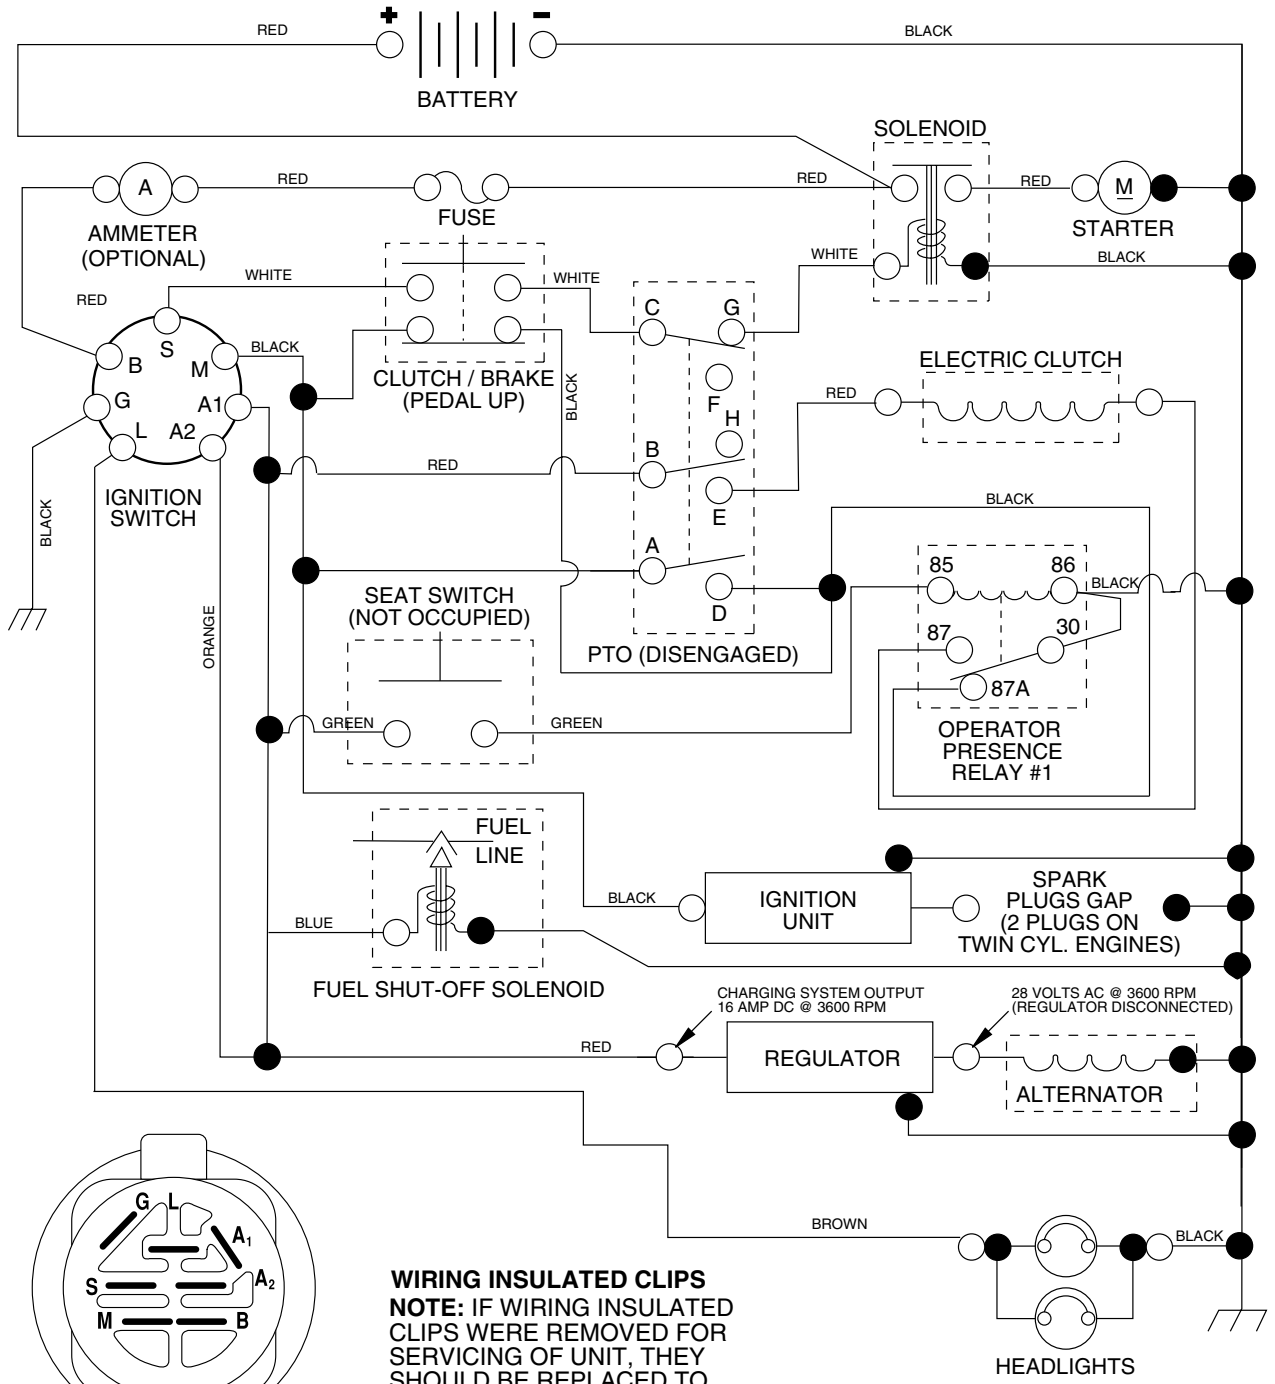 +
-
RED
BLACK
BATTERY
SOLENOID
A
RED
RED
RED
M
FUSE
STARTER
AMMETER
(OPTIONAL)
WHITE
WHITE
WHITE
BLACK
RED
S
B
M
BLACK
G
A1
L
A2
IGNITION
SWITCH
CLUTCH / BRAKE
(PEDAL UP)
BLACK
C
G
F
H
B
E
A
D
ELECTRIC CLUTCH
RED
RED
BLACK
BLACK
ORANGE
SEAT SWITCH
(NOT OCCUPIED)
PTO (DISENGAGED)
85
86
BLACK
87
30
87A
GREEN
GREEN
OPERATOR
PRESENCE
RELAY #1
FUEL
LINE
BLUE
FUEL SHUT-OFF SOLENOID
BLACK
IGNITION
UNIT
SPARK
PLUGS GAP
(2 PLUGS ON
TWIN CYL. ENGINES)
CHARGING SYSTEM OUTPUT
16 AMP DC @ 3600 RPM
28 VOLTS AC @ 3600 RPM
(REGULATOR DISCONNECTED)
RED
REGULATOR
ALTERNATOR
G L
A1
S
A2
M
B
BROWN
BLACK
HEADLIGHTS
WIRING INSULATED CLIPS
NOTE: IF WIRING INSULATED
CLIPS WERE REMOVED FOR
SERVICING OF UNIT, THEY
SHOULD BE REPLACED TO